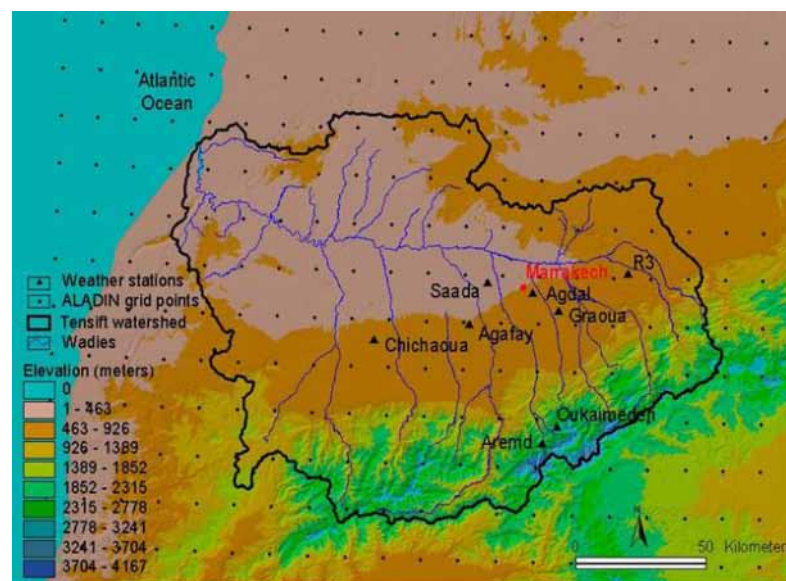 Atlantic
Ocean
Weather stations
ALADIN grid points
Tensift watershed
Wadies
Elevation (meters)
0
1 - 463
463 - 926
926 - 1389
1389 - 1852
1852 - 2315
2315 - 2778
2778 - 3241
3241 - 3704
3704 - 4167
R3
Marrakech
Saada
Agdal
Graoua
Agafay
Chichaoua
Oukaimeden
Aremd
0 50 Kilometer